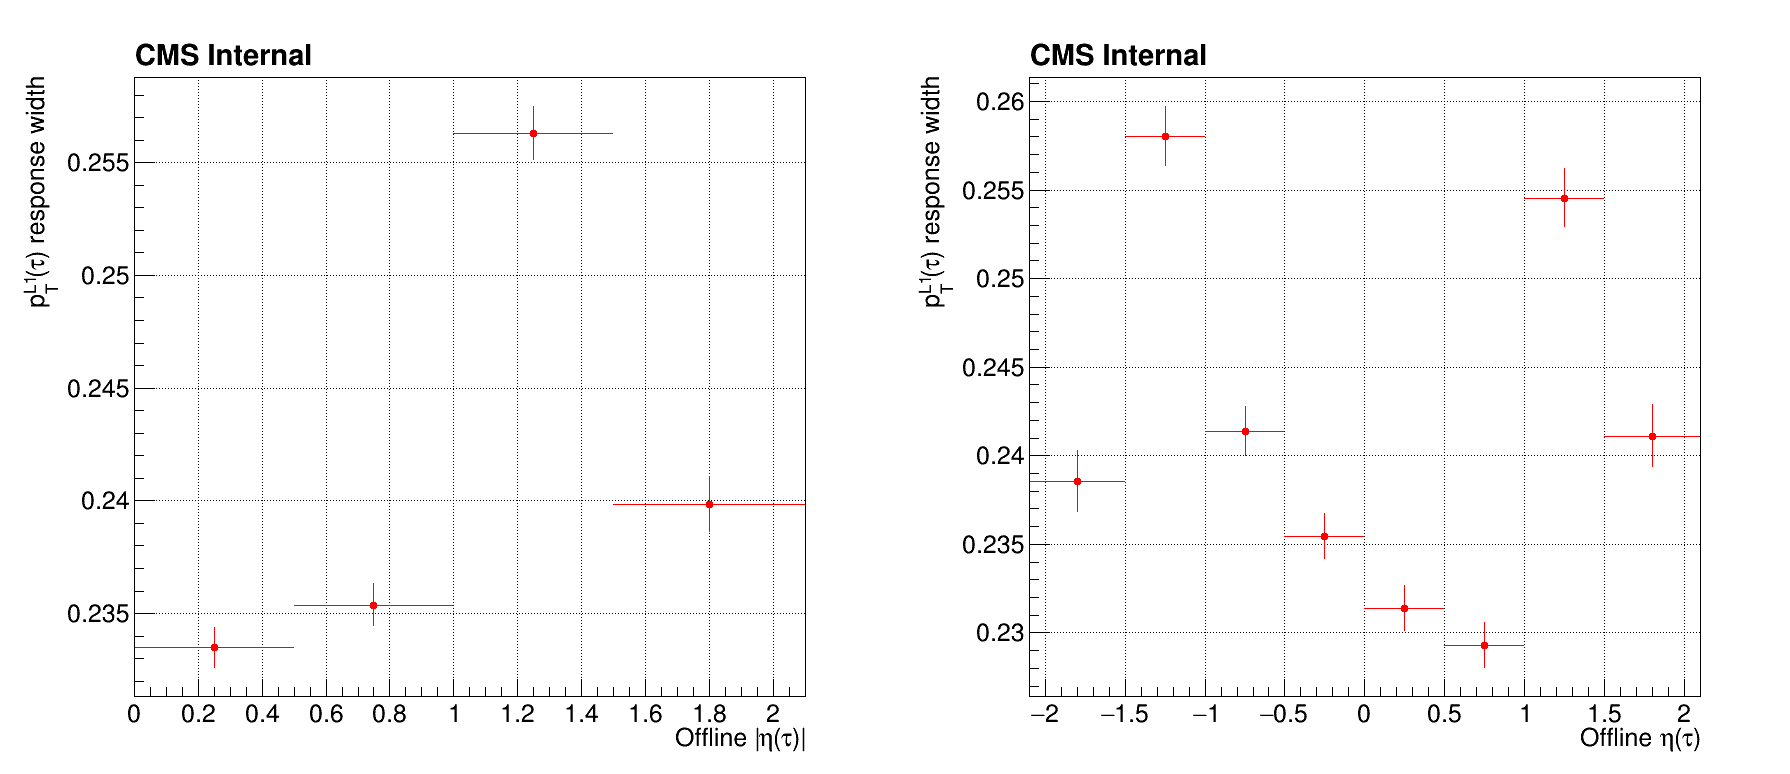 CMS Internal
p_T^L1(τ) response width
0.255
0.25
0.245
0.24
0.235
0 0.2 0.4 0.6 0.8 1 1.2 1.4 1.6 1.8 2
Offline |η(τ)|
CMS Internal
p_T^L1(τ) response width
0.26
0.255
0.25
0.245
0.24
0.235
0.23
−2 −1.5 −1 −0.5 0 0.5 1 1.5 2
Offline η(τ)